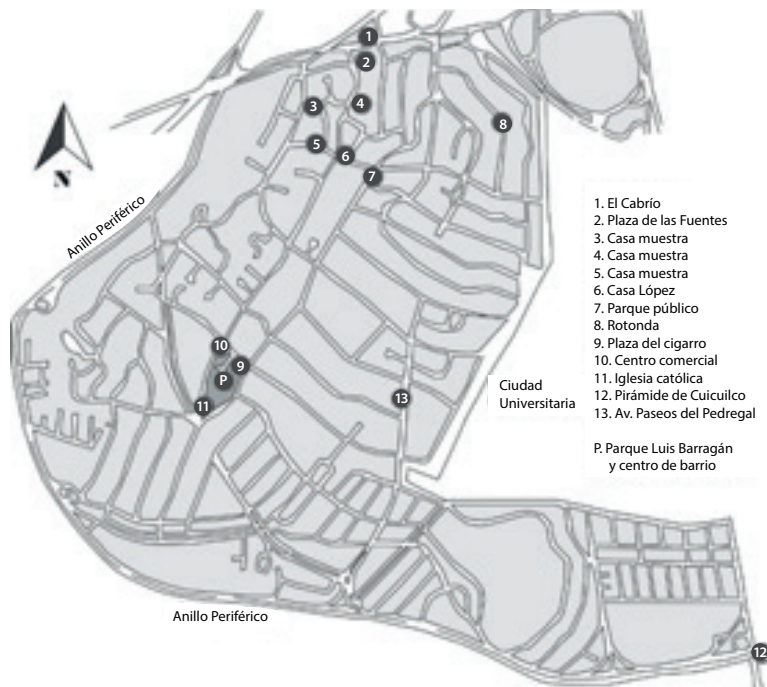 1
2
3
4
5
6
7
8
N
Anillo Periférico
1. El Cabrío
2. Plaza de las Fuentes
3. Casa muestra
4. Casa muestra
5. Casa muestra
6. Casa López
7. Parque público
8. Rotonda
9. Plaza del cigarro
10. Centro comercial
11. Iglesia católica
12. Pirámide de Cuicuilco
13. Av. Paseos del Pedregal
P. Parque Luis Barragán
y centro de barrio
10
9
P
11
13
Ciudad
Universitaria
Anillo Periférico
12